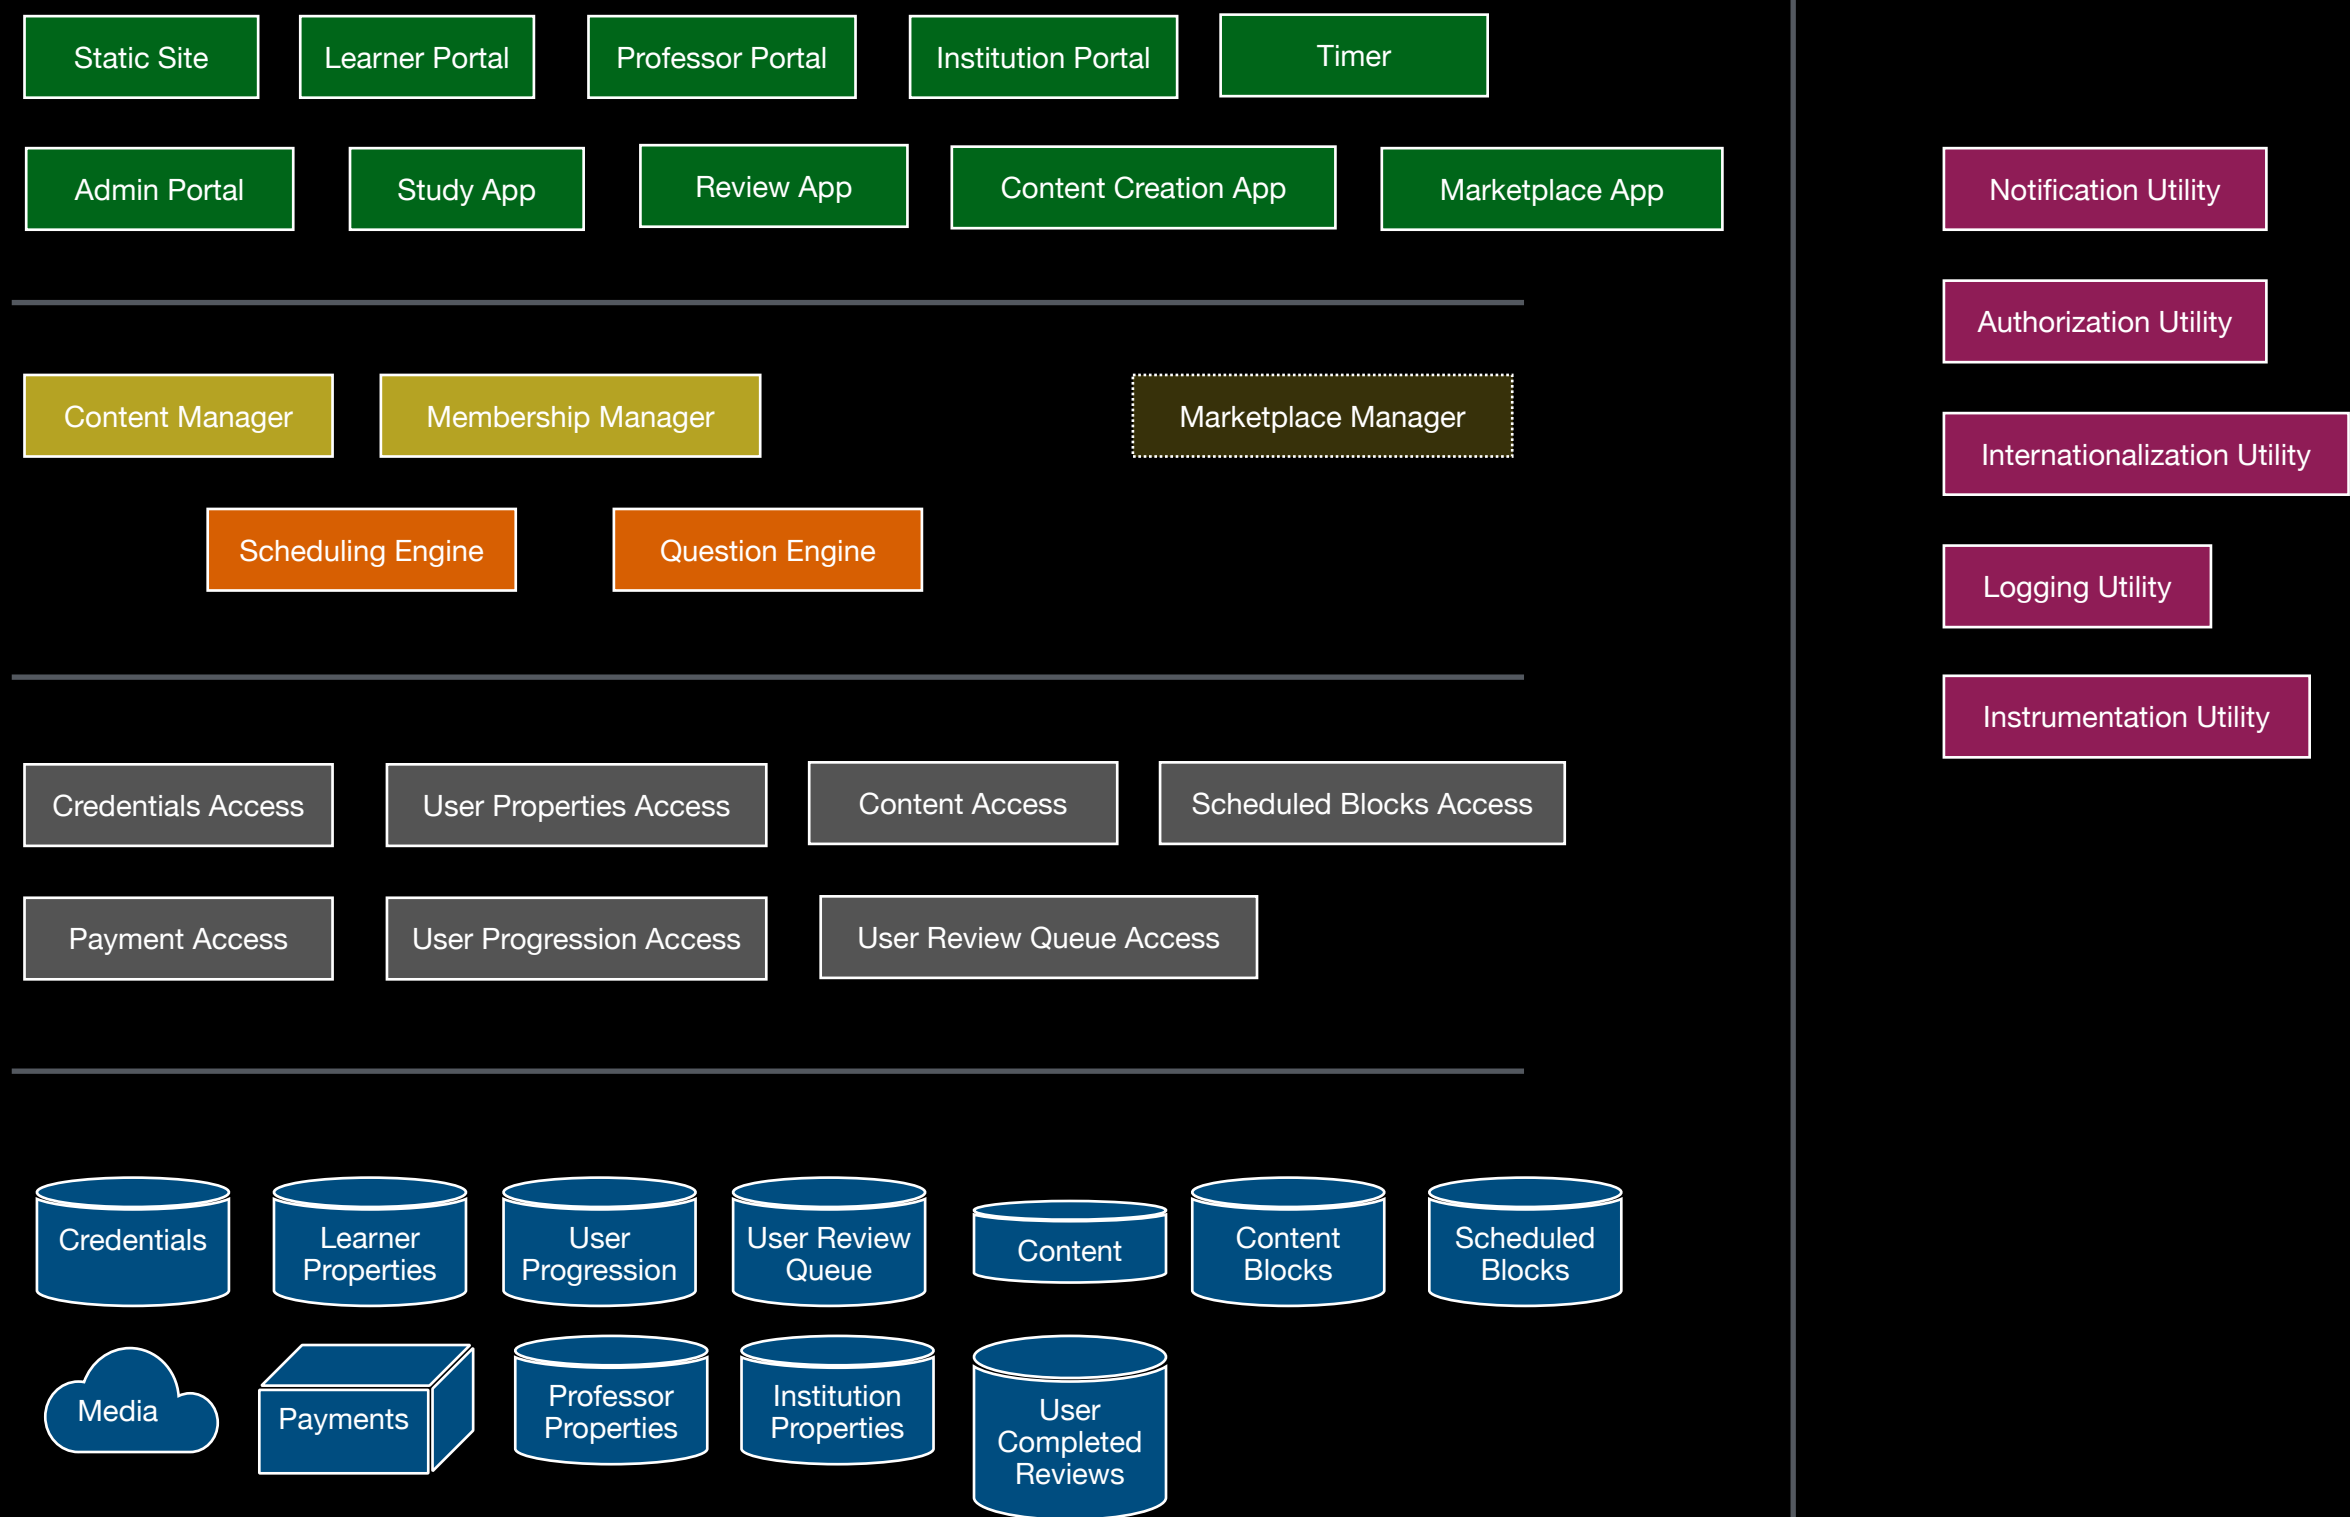 Static Site
Learner Portal
Professor Portal
Institution Portal
Timer
Admin Portal
Study App
Review App
Content Creation App
Marketplace App
Content Manager
Membership Manager
Marketplace Manager
Scheduling Engine
Question Engine
Credentials Access
User Properties Access
Content Access
Scheduled Blocks Access
Payment Access
User Progression Access
User Review Queue Access
Credentials
Learner
Properties
User
Progression
User Review
Queue
Content
Content
Blocks
Scheduled
Blocks
Media
Payments
Professor
Properties
Institution
Properties
User
Completed
Reviews
Notification Utility
Authorization Utility
Internationalization Utility
Logging Utility
Instrumentation Utility